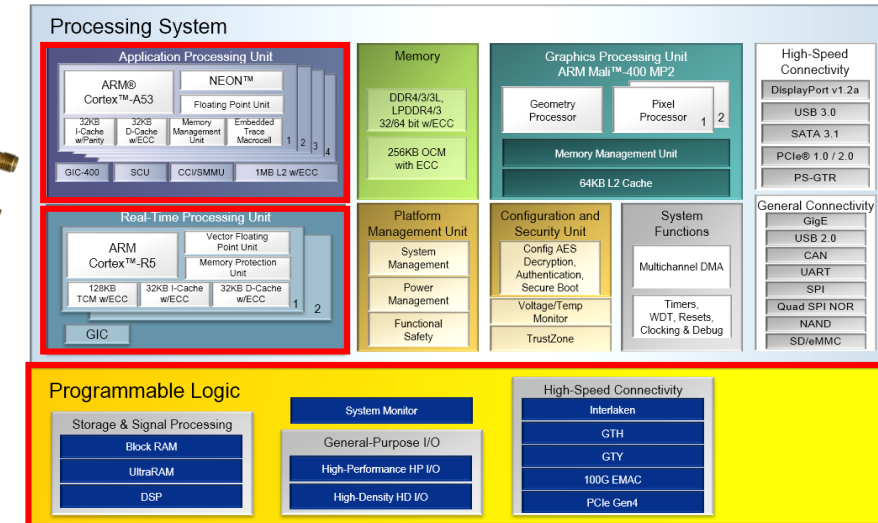 Processing System
Application Processing Unit
ARM®
Cortex™-A53
NEON™
Floating Point Unit
32KB
I-Cache
w/Parity
32KB
D-Cache
w/ECC
Memory
Management
Unit
Embedded
Trace
Macrocell
1
2
3
4
GIC-400
SCU
CCI/SMMU
1MB L2 w/ECC
Memory
DDR4/3/3L,
LPDDR4/3
32/64 bit w/ECC
256KB OCM
with ECC
Graphics Processing Unit
ARM Mali™-400 MP2
Geometry
Processor
Pixel
Processor
1
2
Memory Management Unit
64KB L2 Cache
High-Speed
Connectivity
DisplayPort v1.2a
USB 3.0
SATA 3.1
PCIe® 1.0 / 2.0
PS-GTR
Real-Time Processing Unit
ARM
Cortex™-R5
Vector Floating
Point Unit
Memory Protection
Unit
128KB
TCM w/ECC
32KB I-Cache
w/ECC
32KB D-Cache
w/ECC
1
2
GIC
Platform
Management Unit
System
Management
Power
Management
Functional
Safety
Configuration and
Security Unit
Config AES
Decryption,
Authentication,
Secure Boot
Voltage/Temp
Monitor
TrustZone
System
Functions
Multichannel DMA
Timers,
WDT, Resets,
Clocking & Debug
General Connectivity
GigE
USB 2.0
CAN
UART
SPI
Quad SPI NOR
NAND
SD/eMMC
Programmable Logic
Storage & Signal Processing
Block RAM
UltraRAM
DSP
System Monitor
General-Purpose I/O
High-Performance HP I/O
High-Density HD I/O
High-Speed Connectivity
Interlaken
GTH
GTY
100G EMAC
PCIe Gen4